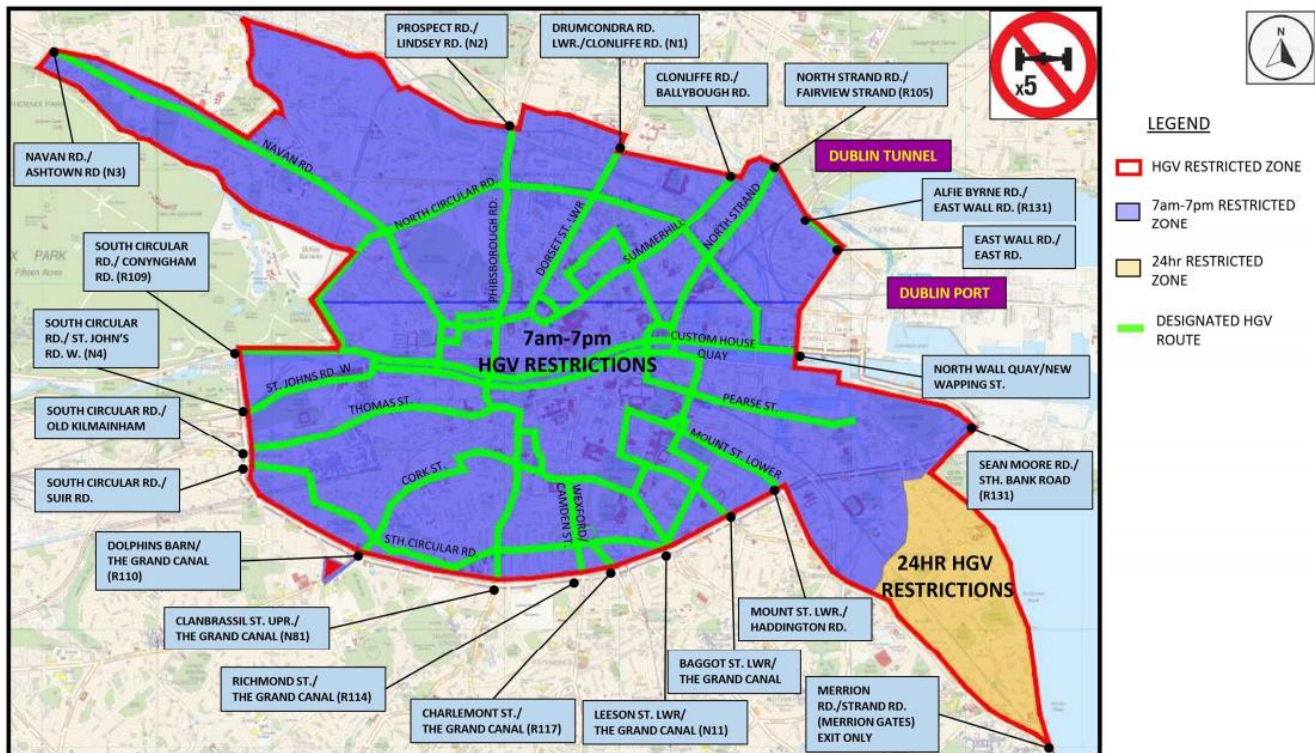 PROSPECT RD./
LINDSEY RD. (N2)
DRUMCONDRA RD.
LWR./CLONLIFFE RD. (N1)
CLONLIFFE RD./
BALLYBOUGH RD.
NORTH STRAND RD./
FAIRVIEW STRAND (R105)
x5
N
LEGEND
HGV RESTRICTED ZONE
7am-7pm RESTRICTED
ZONE
24hr RESTRICTED
ZONE
DESIGNATED HGV
ROUTE
NAVAN RD./
ASHTOWN RD (N3)
DUBLIN TUNNEL
ALFIE BYRNE RD./
EAST WALL RD. (R131)
EAST WALL RD./
EAST RD.
DUBLIN PORT
SOUTH CIRCULAR
RD./ CONYNGHAM
RD. (R109)
SOUTH CIRCULAR
RD./ ST. JOHN'S
RD. W. (N4)
SOUTH CIRCULAR RD./
OLD KILMAINHAM
SOUTH CIRCULAR RD./
SUIR RD.
NORTH WALL QUAY/NEW
WAPPING ST.
SEAN MOORE RD./
STH. BANK ROAD
(R131)
NAVAN RD.
NORTH CIRCULAR RD.
PHIBSBOROUGH RD.
DORSET ST. LWR
SUMMERHILL
NORTH STRAND
PARK
Fifteen Acres
7am-7pm
HGV RESTRICTIONS
CUSTOM HOUSE
QUAY
ST. JOHNS RD. W
THOMAS ST.
PEARSE ST.
MOUNT ST. LOWER
CORK ST.
WEXFORD/
CAMDEN ST.
STH.CIRCULAR RD.
24HR HGV
RESTRICTIONS
DOLPHINS BARN/
THE GRAND CANAL
(R110)
CLANBRASSIL ST. UPR./
THE GRAND CANAL (N81)
RICHMOND ST./
THE GRAND CANAL (R114)
CHARLEMONT ST./
THE GRAND CANAL (R117)
LEESON ST. LWR/
THE GRAND CANAL (N11)
BAGGOT ST. LWR/
THE GRAND CANAL
MOUNT ST. LWR./
HADDINGTON RD.
MERRION
RD./STRAND RD.
(MERRION GATES)
EXIT ONLY